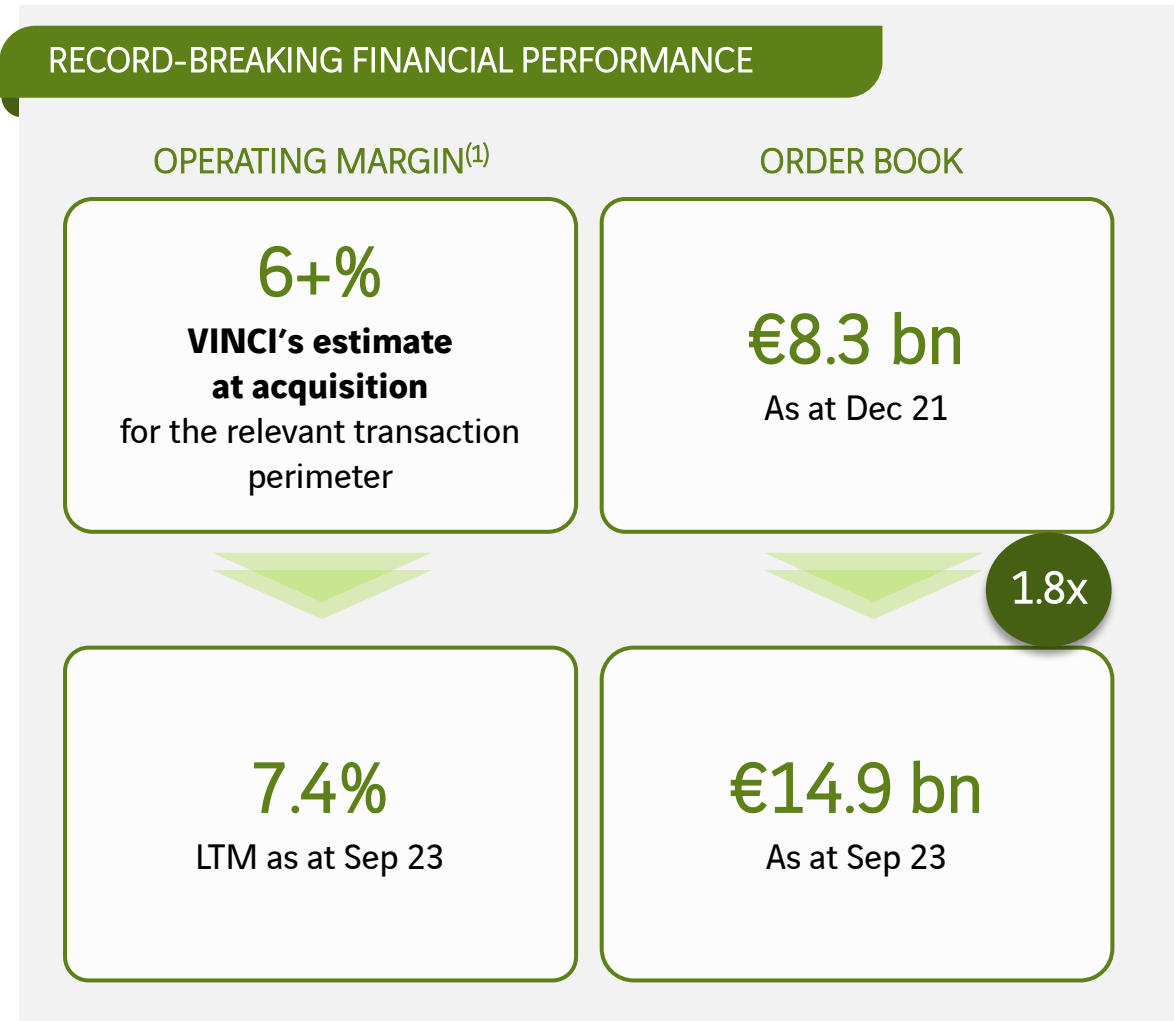 RECORD-BREAKING FINANCIAL PERFORMANCE
OPERATING MARGIN(1)
6+%
VINCI’s estimate
at acquisition
for the relevant transaction
perimeter
7.4%
LTM as at Sep 23
ORDER BOOK
€8.3 bn
As at Dec 21
1.8x
€14.9 bn
As at Sep 23